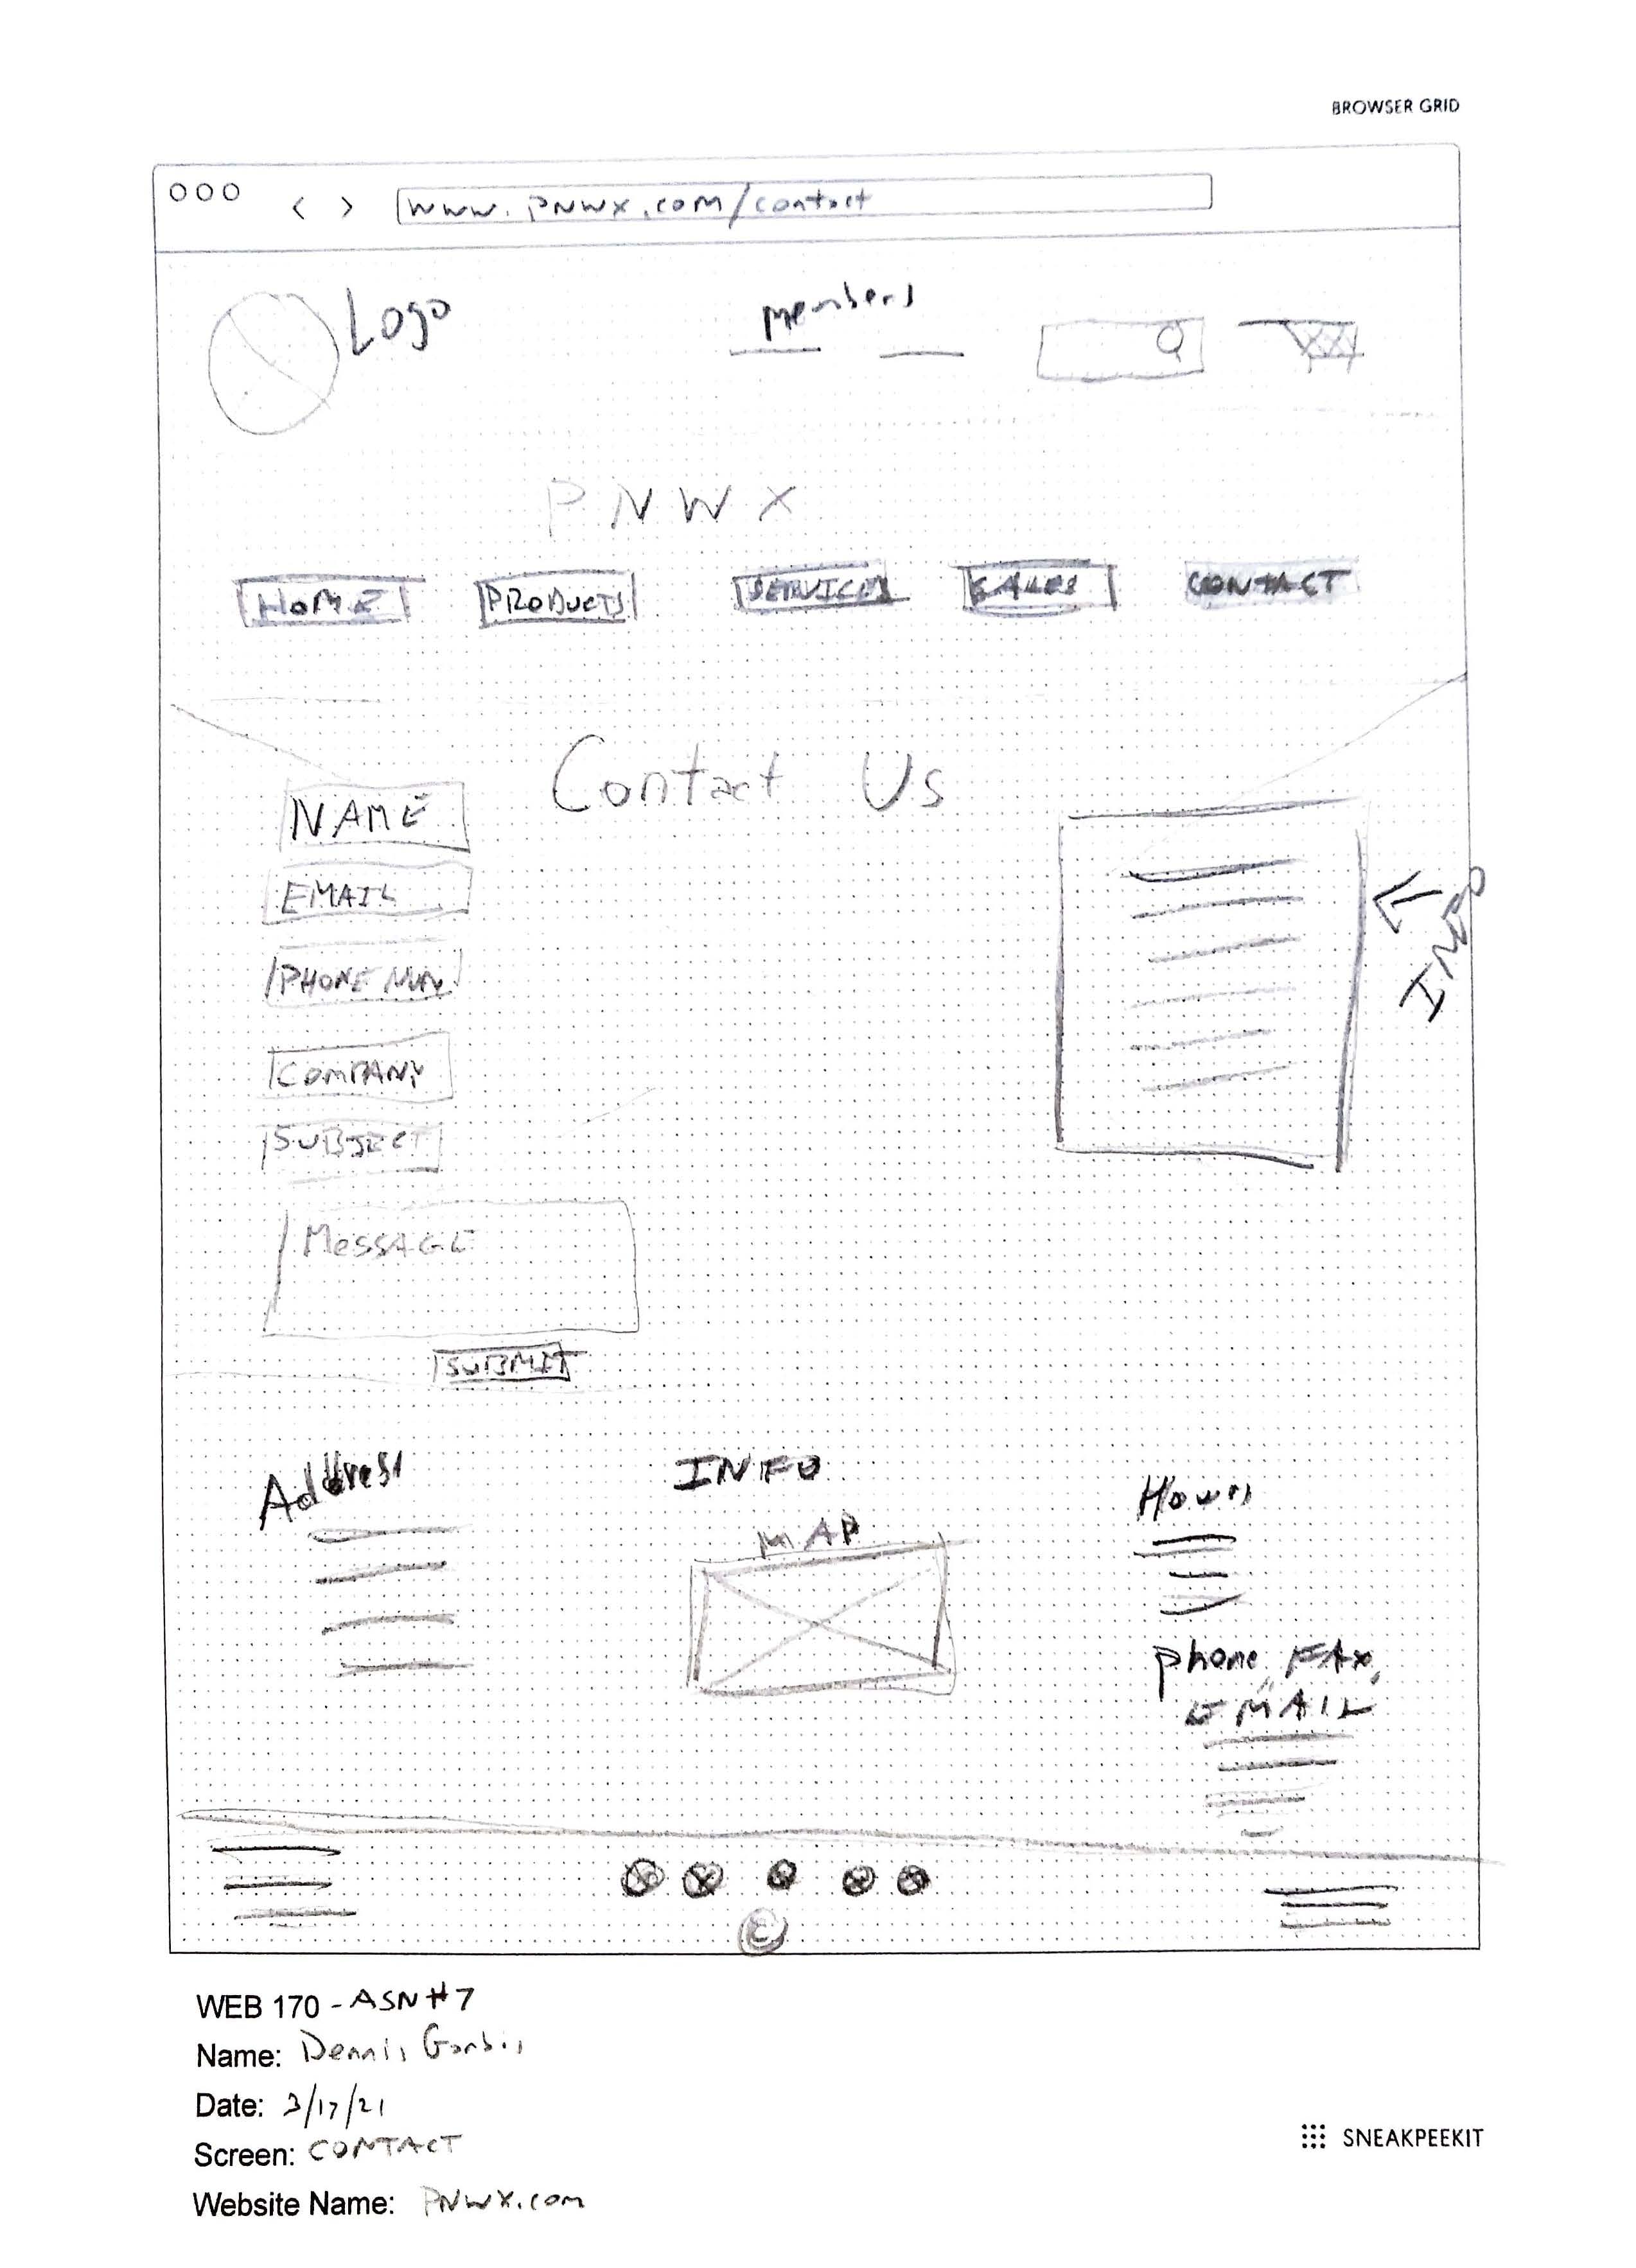 BROWSER GRID
www.pnwx.com/contact
Logo
members
PNWX
HOME PRODUCTS SERVICES SALES CONTACT
Contact Us
NAME
EMAIL
INFO
PHONE NUM
COMPANY
SUBJECT
MESSAGE
SUBMIT
Address INFO Hours
MAP
phone, FAX,
EMAIL
©
WEB 170 - ASN #7
Name: Dennis
Date: 3/17/21
Screen: CONTACT
SNEAKPEEKIT
Website Name: PNWX.com